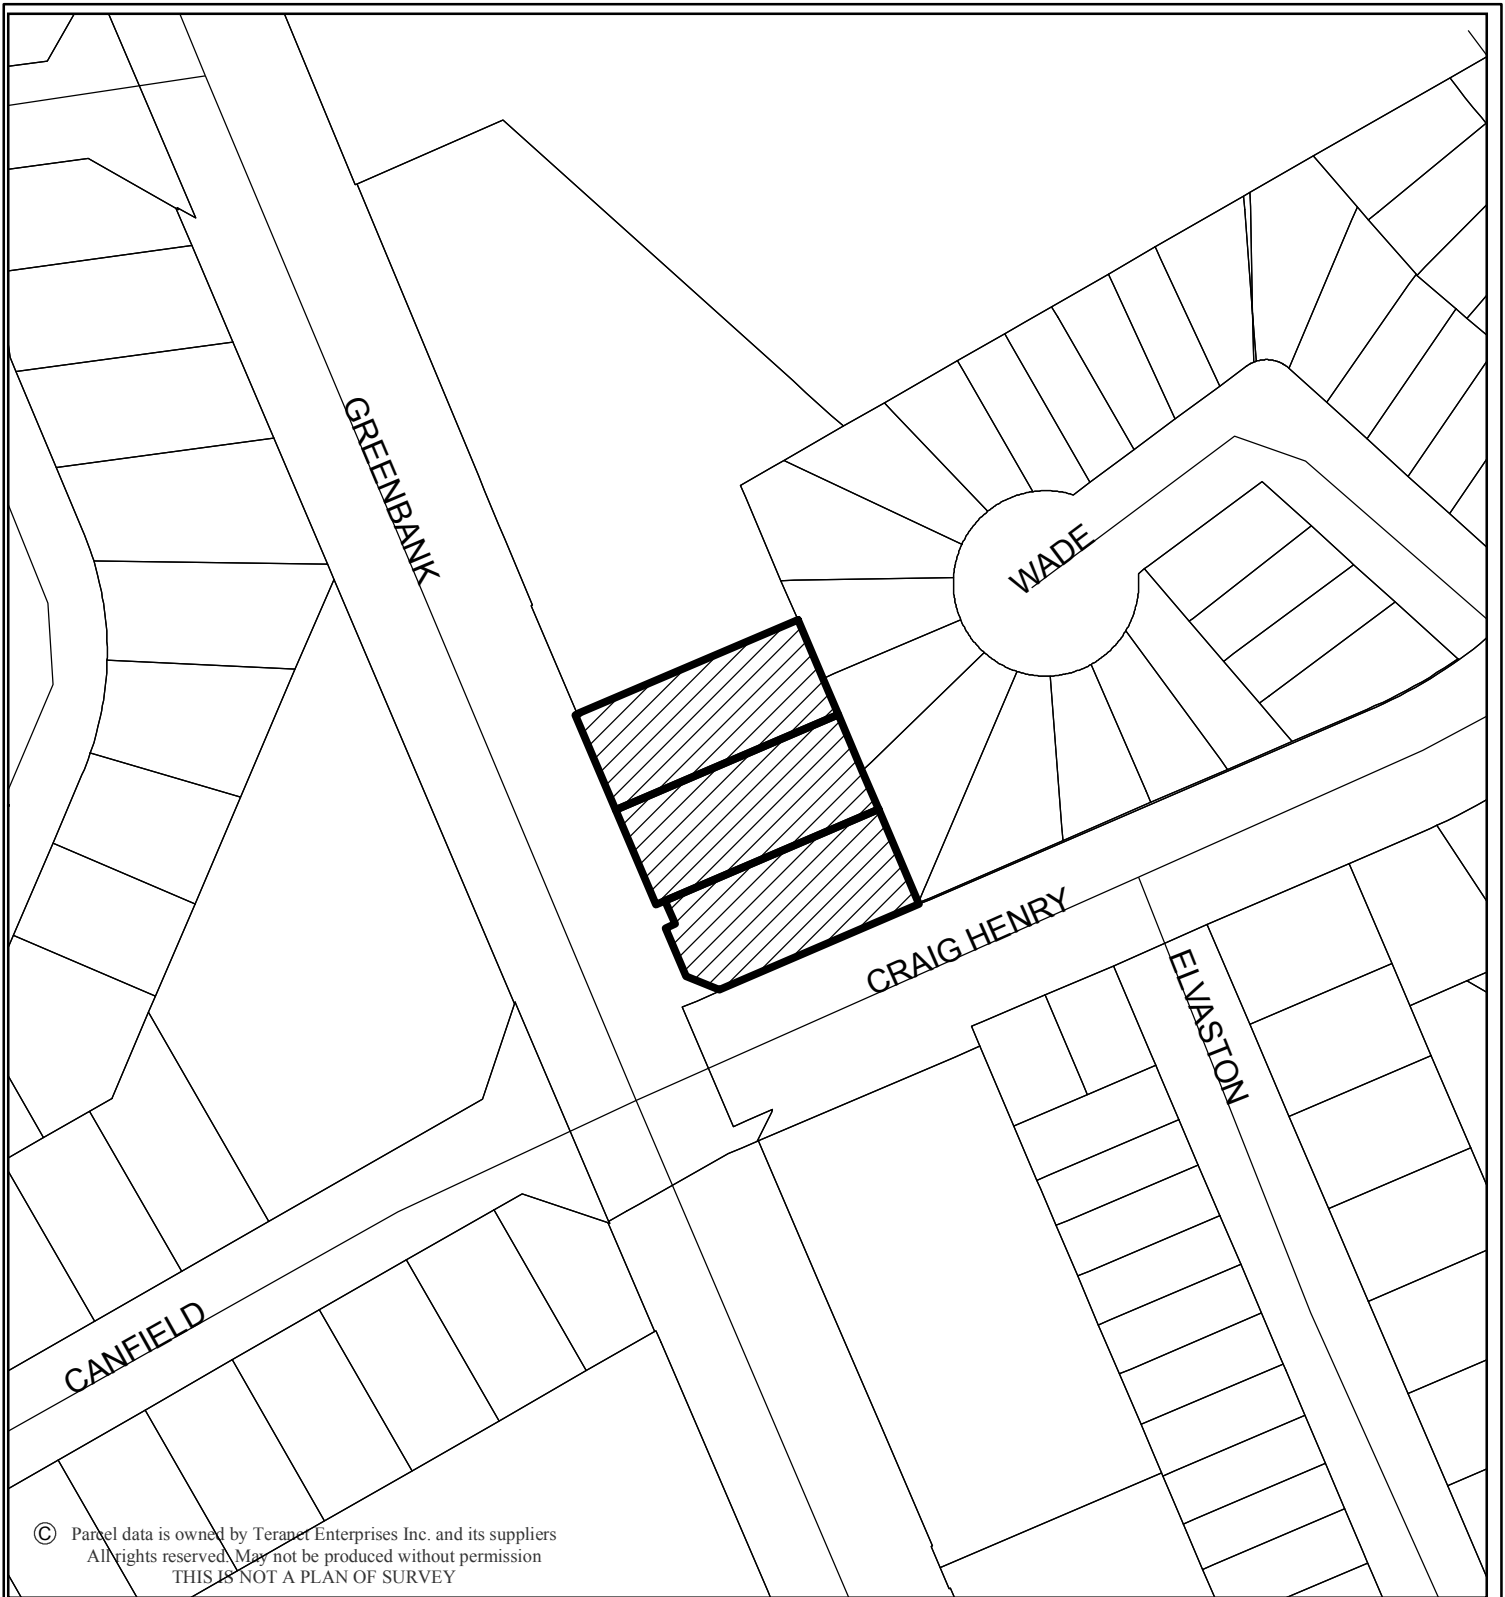 GREENBANK
WADE
CRAIG HENRY
ELVASTON
CANFIELD
© Parcel data is owned by Teranet Enterprises Inc. and its suppliers
All rights reserved. May not be produced without permission
THIS IS NOT A PLAN OF SURVEY